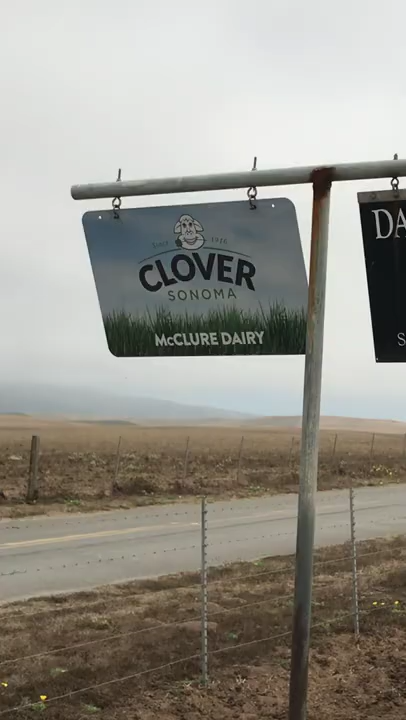 SINCE 1916
CLOVER
SONOMA
McCLURE DAIRY
DA
S